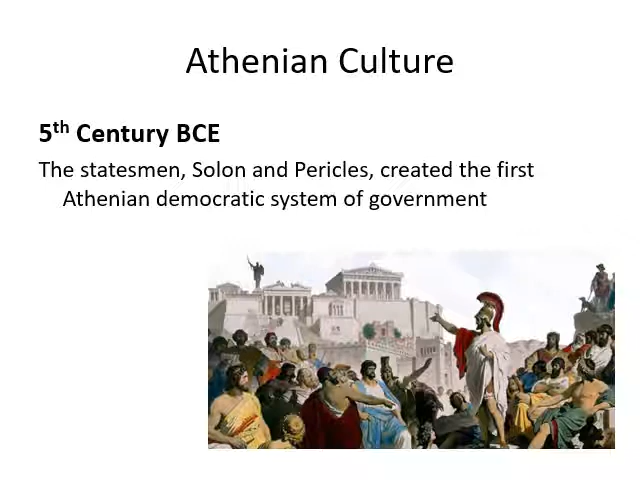 Athenian Culture
5th Century BCE
The statesmen, Solon and Pericles, created the first
Athenian democratic system of government